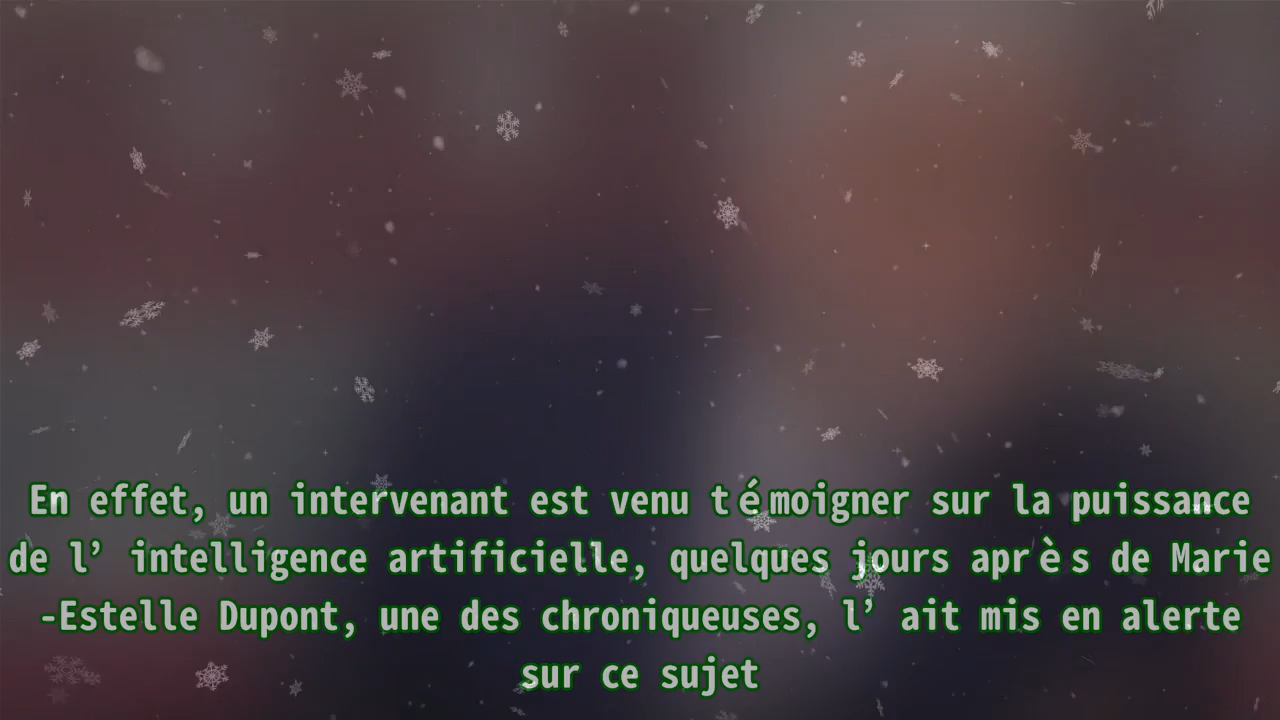 En effet, un intervenant est venu témoigner sur la puissance
de l’ intelligence artificielle, quelques jours après de Marie
-Estelle Dupont, une des chroniqueuses, l’ ait mis en alerte
sur ce sujet